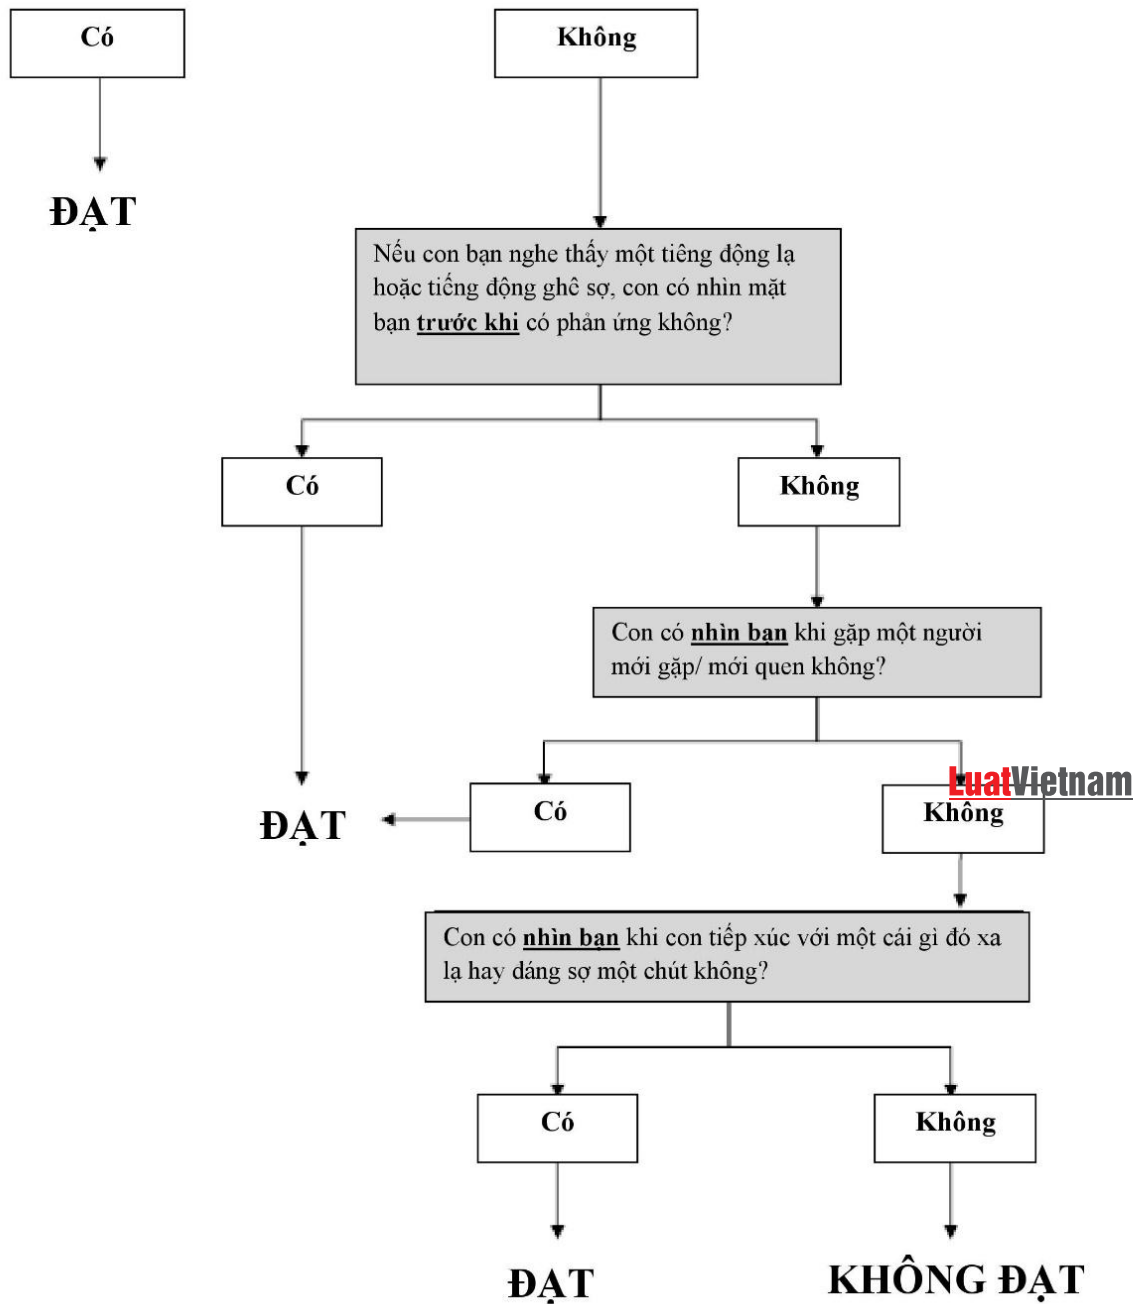 Có
Không
ĐẠT
Nếu con bạn nghe thấy một tiêng động lạ
hoặc tiếng động ghê sợ, con có nhìn mặt
bạn trước khi có phản ứng không?
Có
Không
Con có nhìn bạn khi gặp một người
mới gặp/ mới quen không?
LuatVietnam
ĐẠT
Có
Không
Con có nhìn bạn khi con tiếp xúc với một cái gì đó xa
lạ hay dáng sợ một chút không?
Có
Không
ĐẠT
KHÔNG ĐẠT